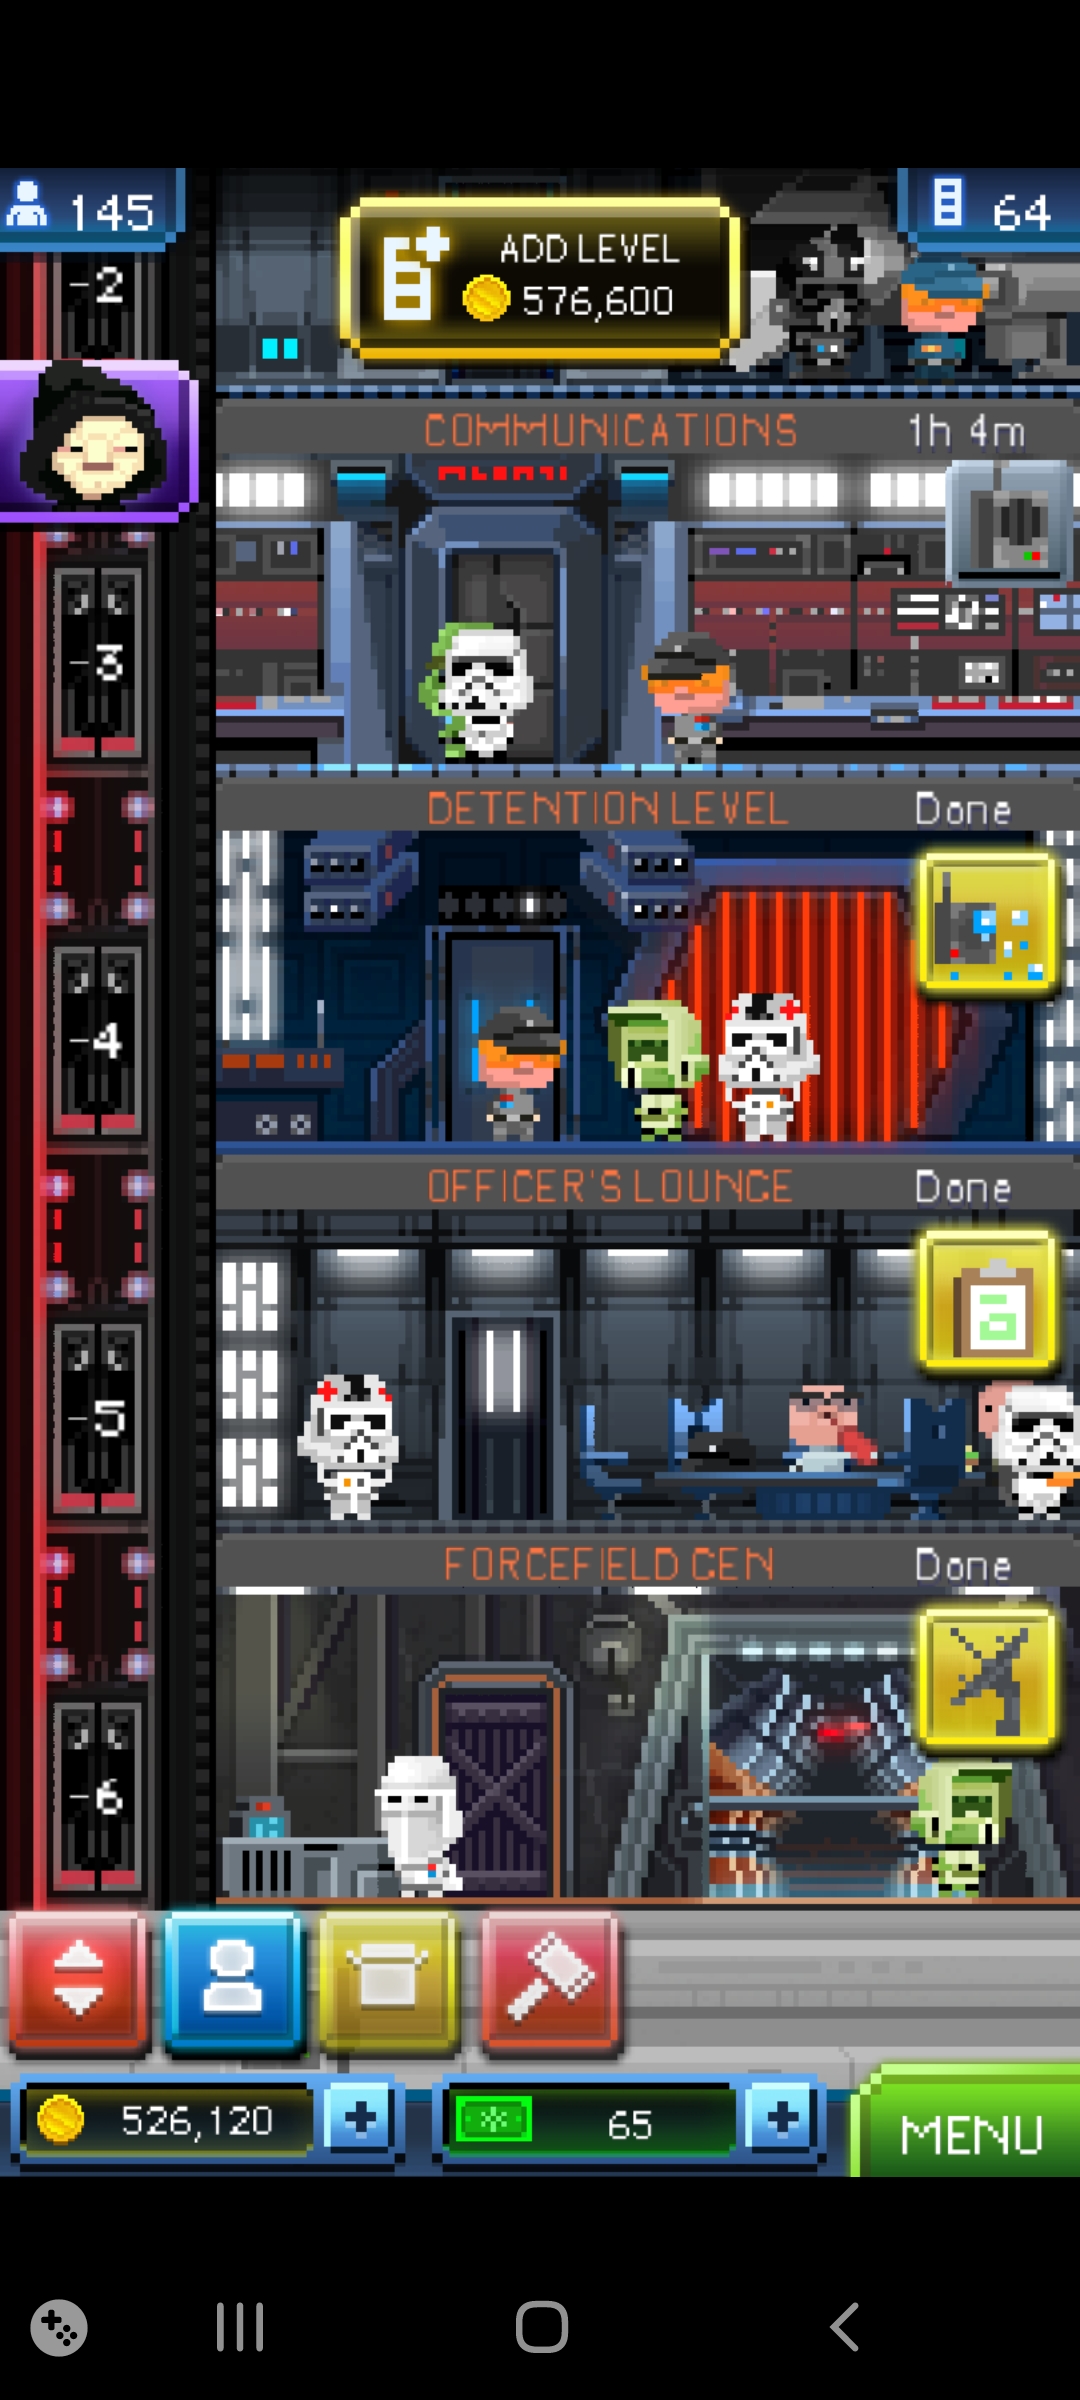 145
ADD LEVEL
576,600
64
-2
COMMUNICATIONS 1h 4m
-3
DETENTION LEVEL Done
-4
OFFICER'S LOUNGE Done
-5
FORCEFIELD GEN Done
-6
526,120
65
MENU